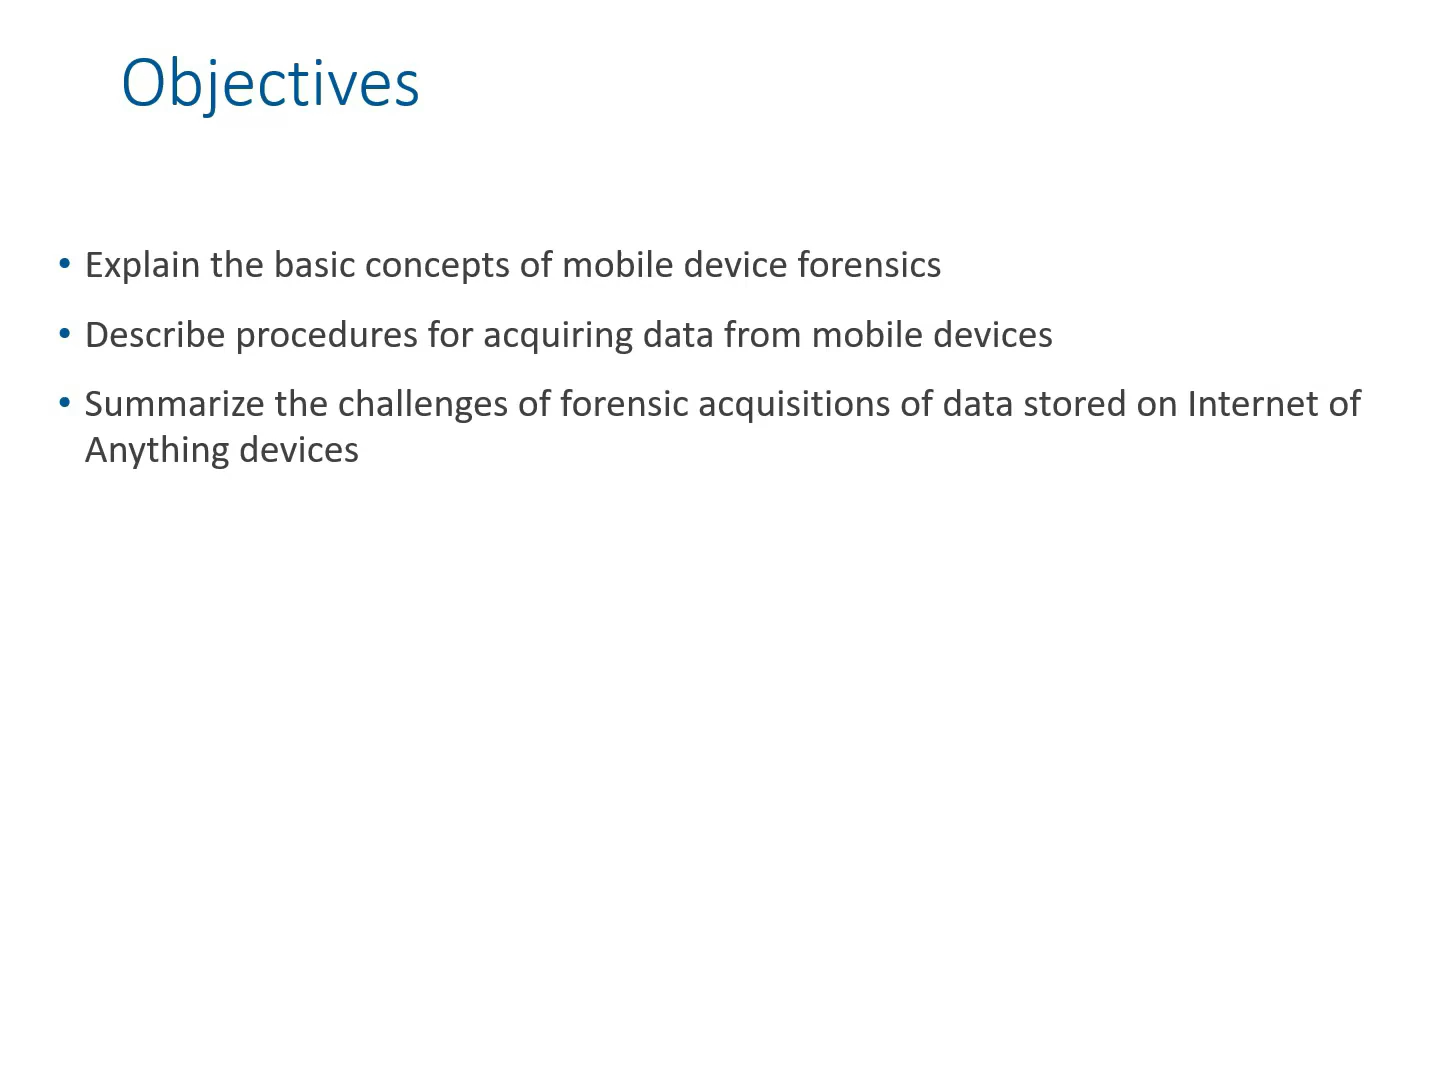 Objectives
• Explain the basic concepts of mobile device forensics
• Describe procedures for acquiring data from mobile devices
• Summarize the challenges of forensic acquisitions of data stored on Internet of
Anything devices